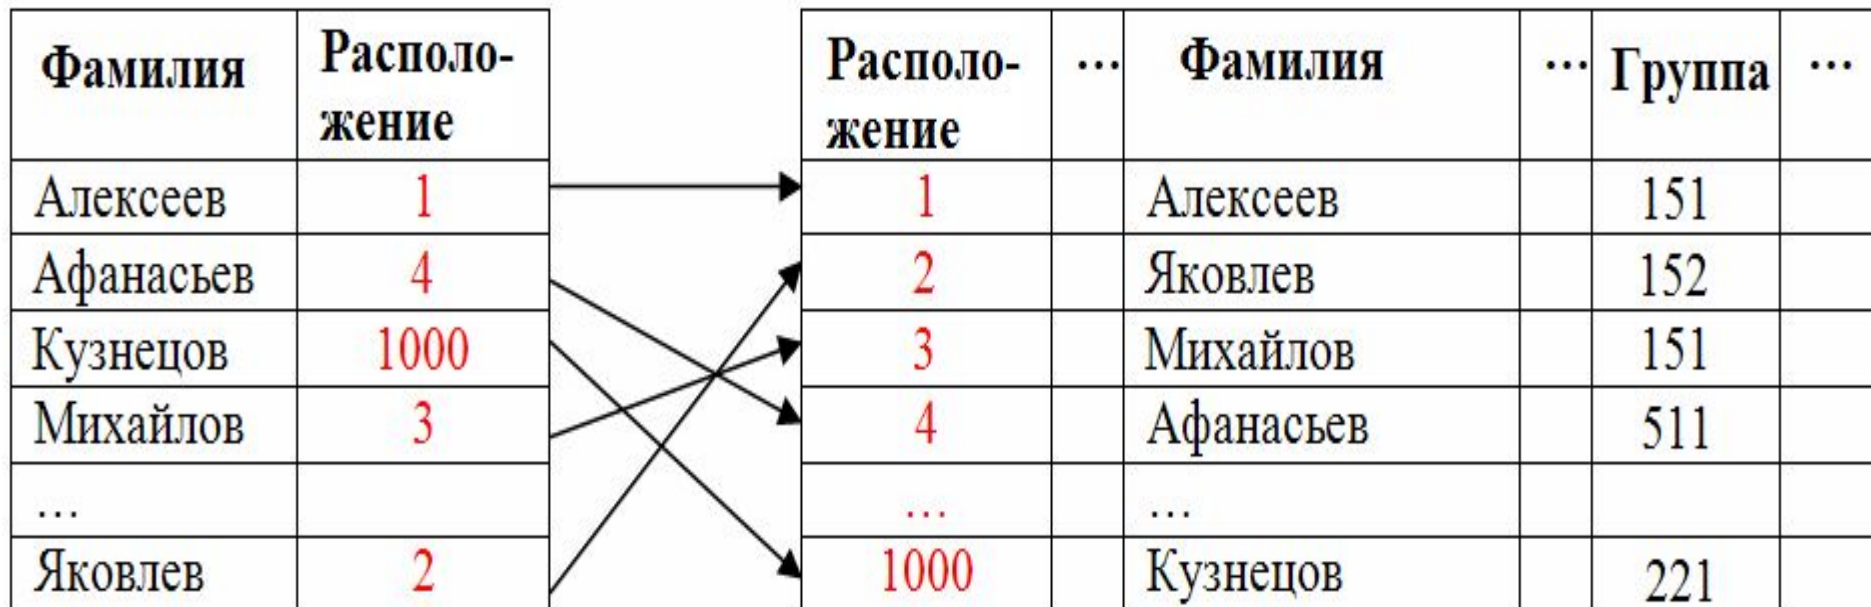 Фамилия Располо-
жение
Алексеев 1
Афанасьев 4
Кузнецов 1000
Михайлов 3
...
Яковлев 2
Располо-
жение ... Фамилия ... Группа ...
1 Алексеев 151
2 Яковлев 152
3 Михайлов 151
4 Афанасьев 511
... ...
1000 Кузнецов 221